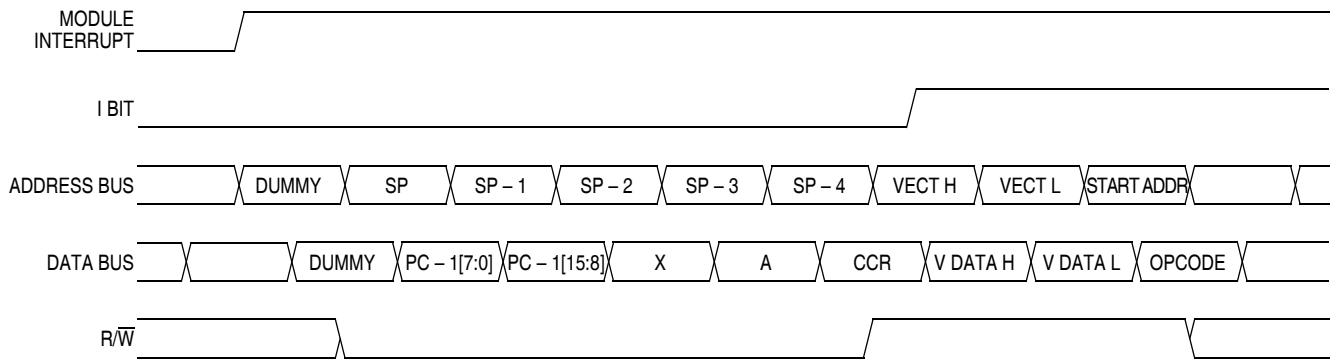 MODULE
INTERRUPT
I BIT
ADDRESS BUS DUMMY SP SP – 1 SP – 2 SP – 3 SP – 4 VECT H VECT L START ADDR
DATA BUS DUMMY PC – 1[7:0] PC – 1[15:8] X A CCR V DATA H V DATA L OPCODE
R/W̅